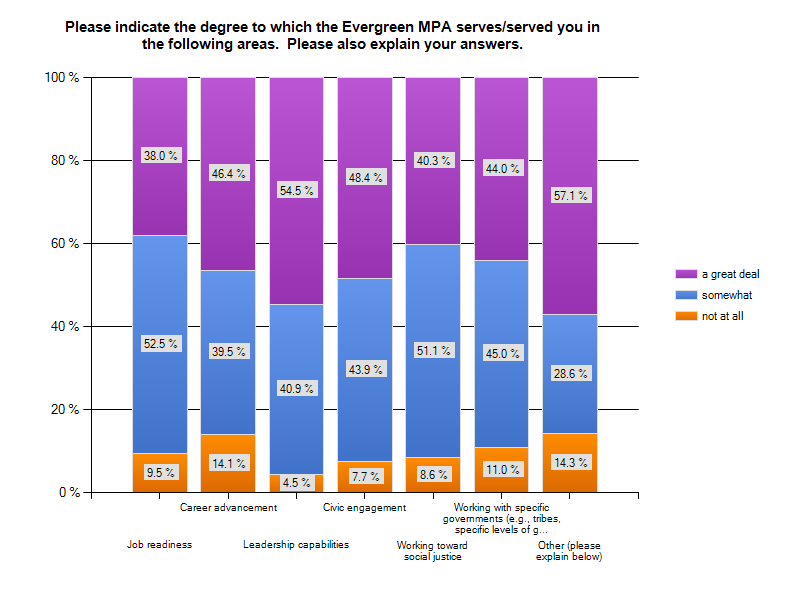 Please indicate the degree to which the Evergreen MPA serves/served you in
the following areas.  Please also explain your answers.
100 %
80 %
60 %
40 %
20 %
0 %
38.0 %
46.4 %
54.5 %
48.4 %
40.3 %
44.0 %
57.1 %
52.5 %
39.5 %
40.9 %
43.9 %
51.1 %
45.0 %
28.6 %
9.5 %
14.1 %
4.5 %
7.7 %
8.6 %
11.0 %
14.3 %
a great deal
somewhat
not at all
Career advancement
Civic engagement
Working with specific
governments (e.g., tribes,
specific levels of g...
Job readiness
Leadership capabilities
Working toward
social justice
Other (please
explain below)